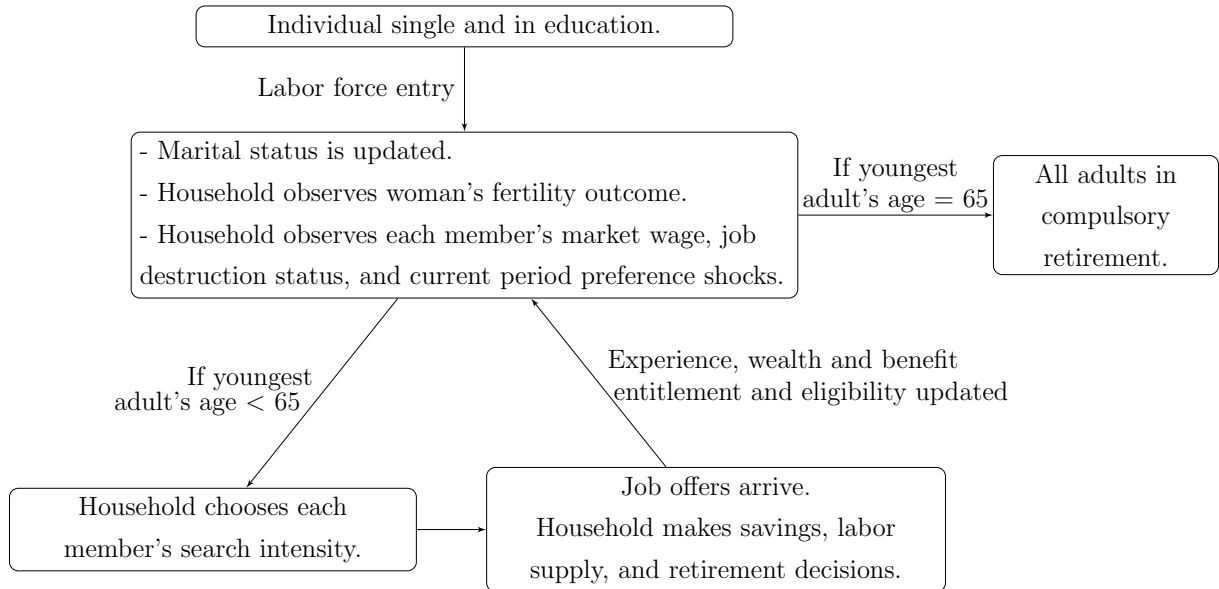 Individual single and in education.
Labor force entry
- Marital status is updated.
- Household observes woman's fertility outcome.
- Household observes each member's market wage, job
destruction status, and current period preference shocks.
If youngest
adult's age = 65
All adults in
compulsory
retirement.
If youngest
adult's age < 65
Experience, wealth and benefit
entitlement and eligibility updated
Household chooses each
member's search intensity.
Job offers arrive.
Household makes savings, labor
supply, and retirement decisions.